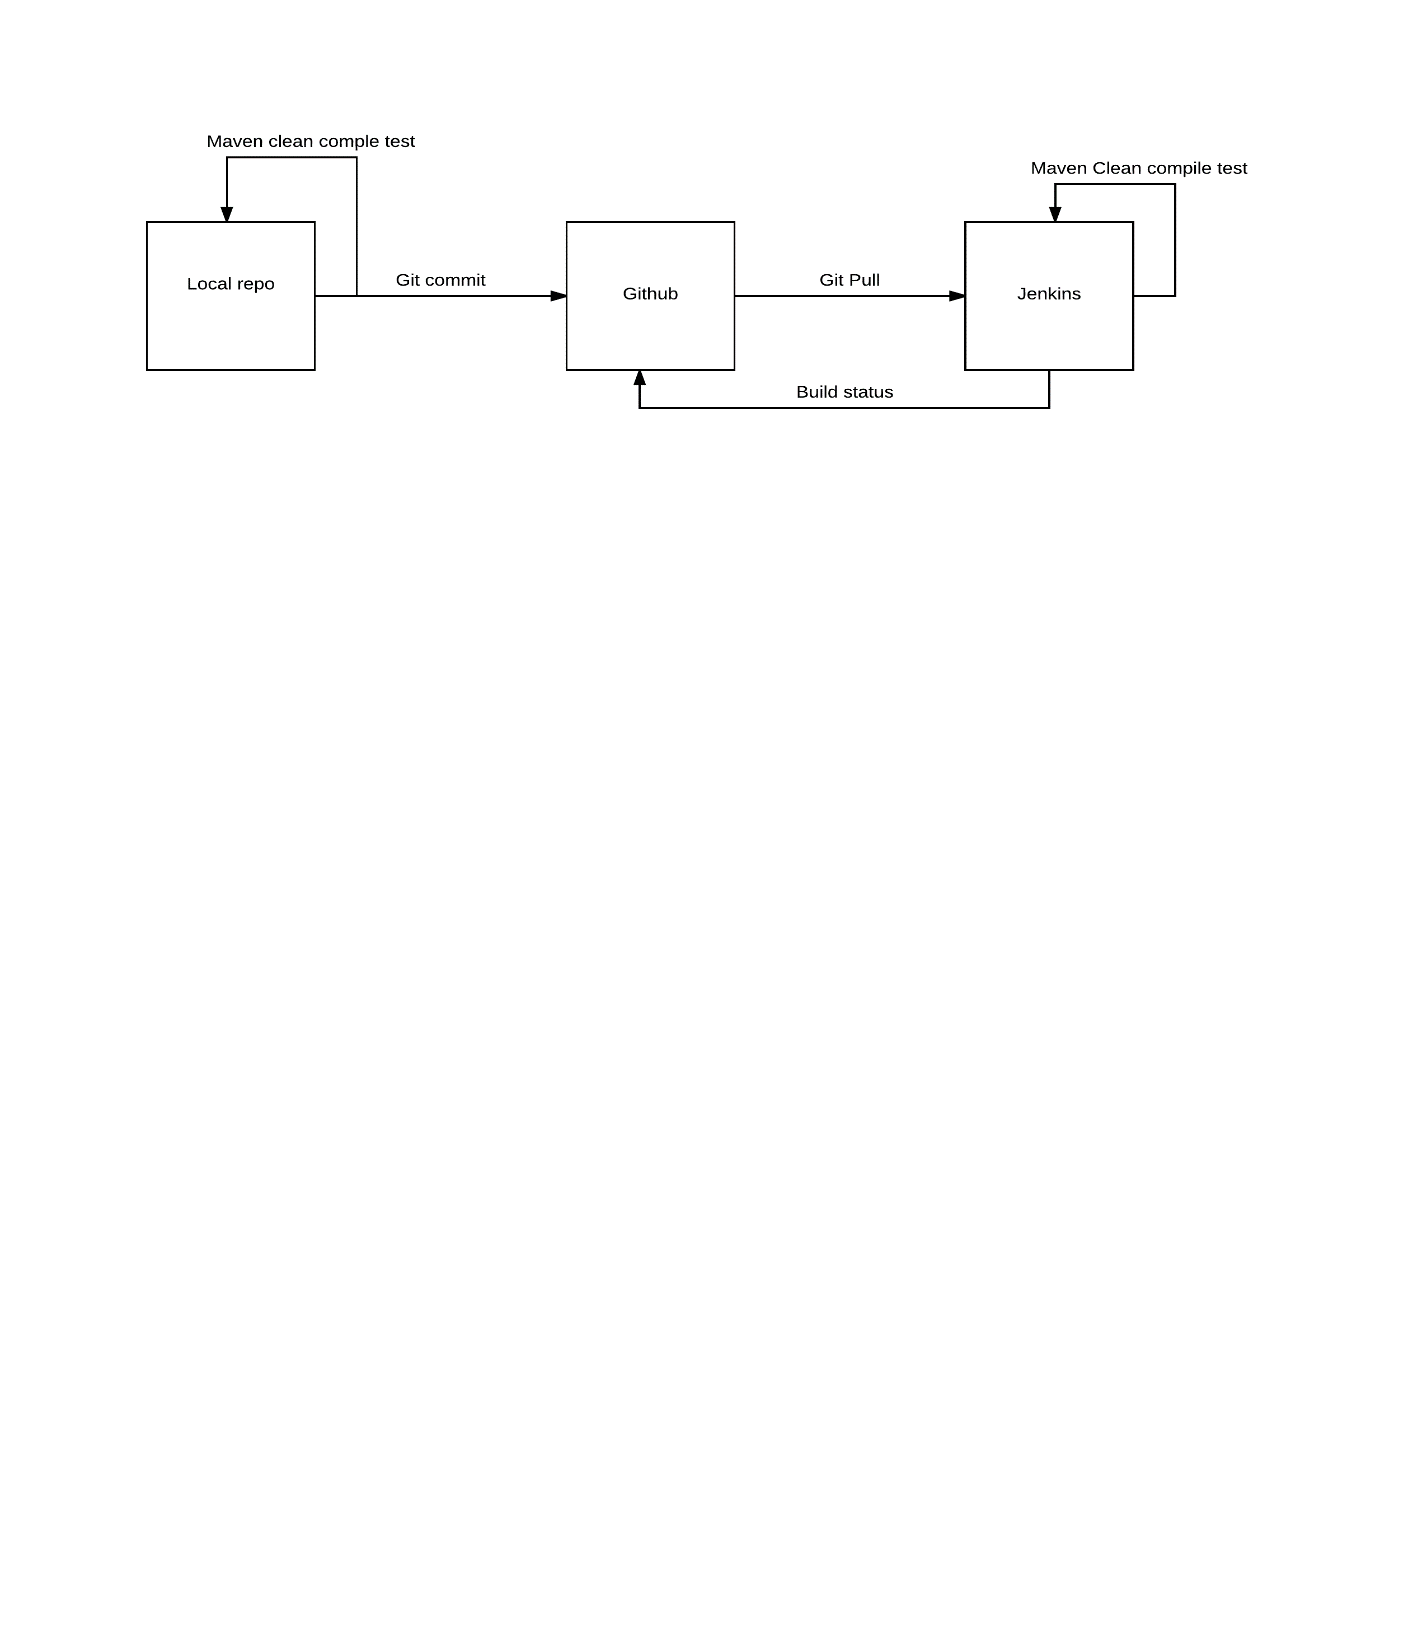 Maven clean comple test
Maven Clean compile test
Git commit
Git Pull
Local repo
Github
Jenkins
Build status